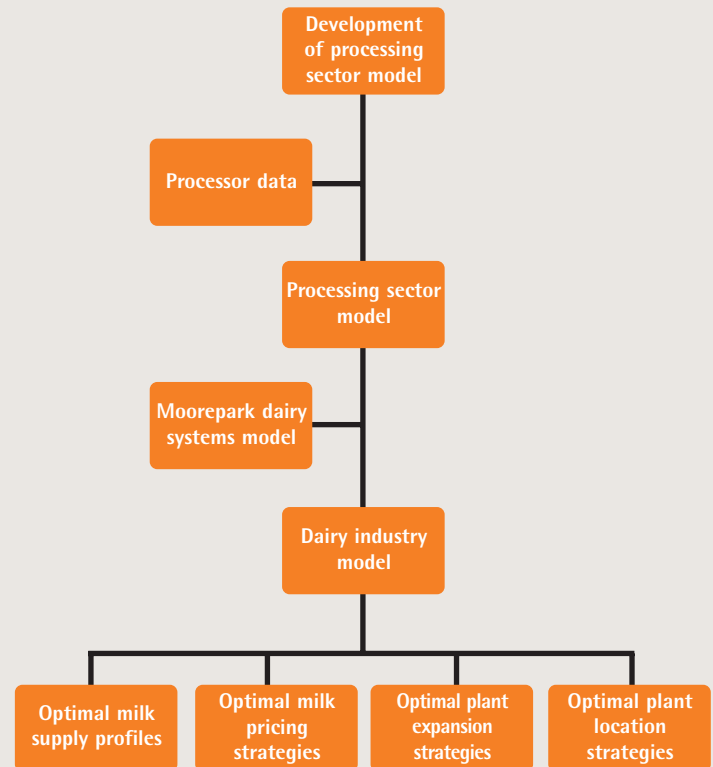 Development
of processing
sector model
Processor data
Processing sector
model
Moorepark dairy
systems model
Dairy industry
model
Optimal milk
supply profiles
Optimal milk
pricing
strategies
Optimal plant
expansion
strategies
Optimal plant
location
strategies